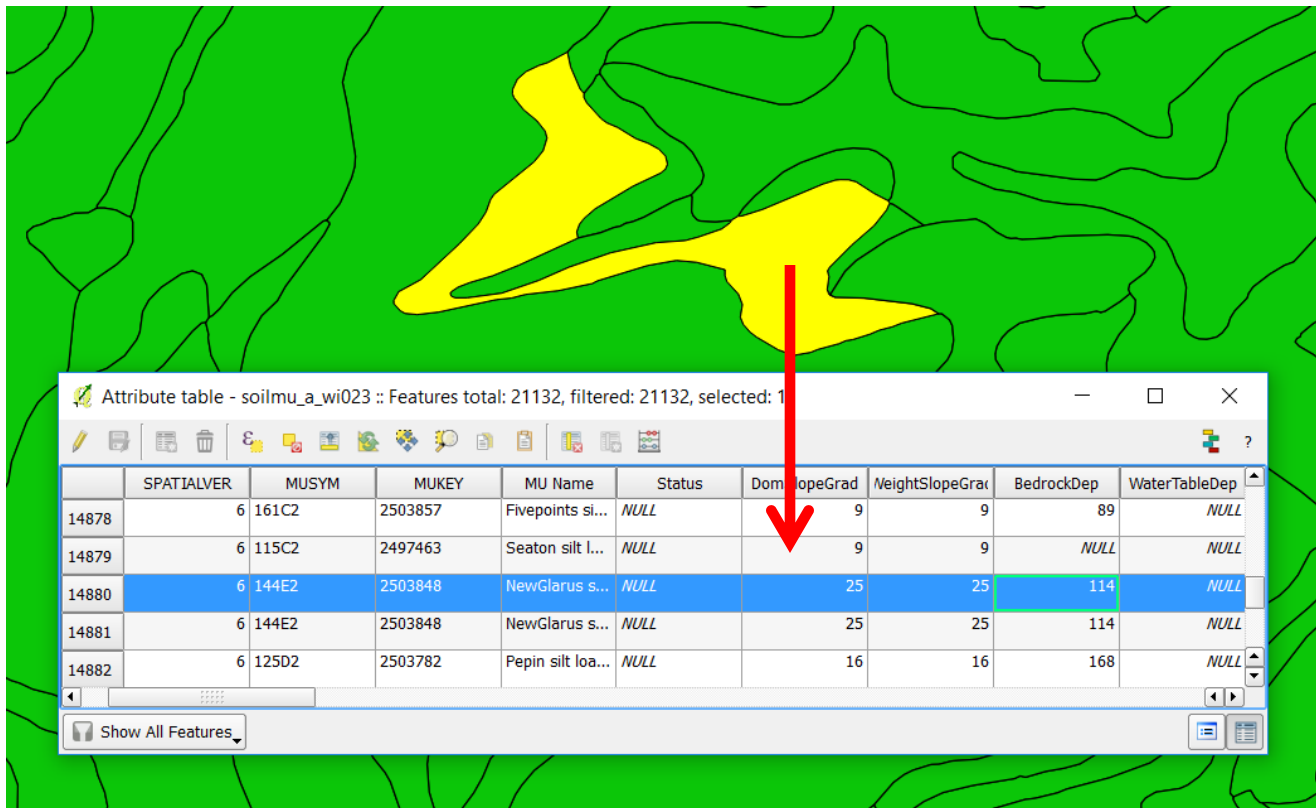 Attribute table - soilmu_a_wi023 :: Features total: 21132, filtered: 21132, selected: 1
ε ?
SPATIALVER MUSYM MUKEY MU Name Status Dom SlopeGrad WeightSlopeGrad BedrockDep WaterTableDep
14878 6 161C2 2503857 Fivepoints si... NULL 9 9 89 NULL
14879 6 115C2 2497463 Seaton silt l... NULL 9 9 NULL NULL
14880 6 144E2 2503848 NewGlarus s... NULL 25 25 114 NULL
14881 6 144E2 2503848 NewGlarus s... NULL 25 25 114 NULL
14882 6 125D2 2503782 Pepin silt loa... NULL 16 16 168 NULL
Show All Features